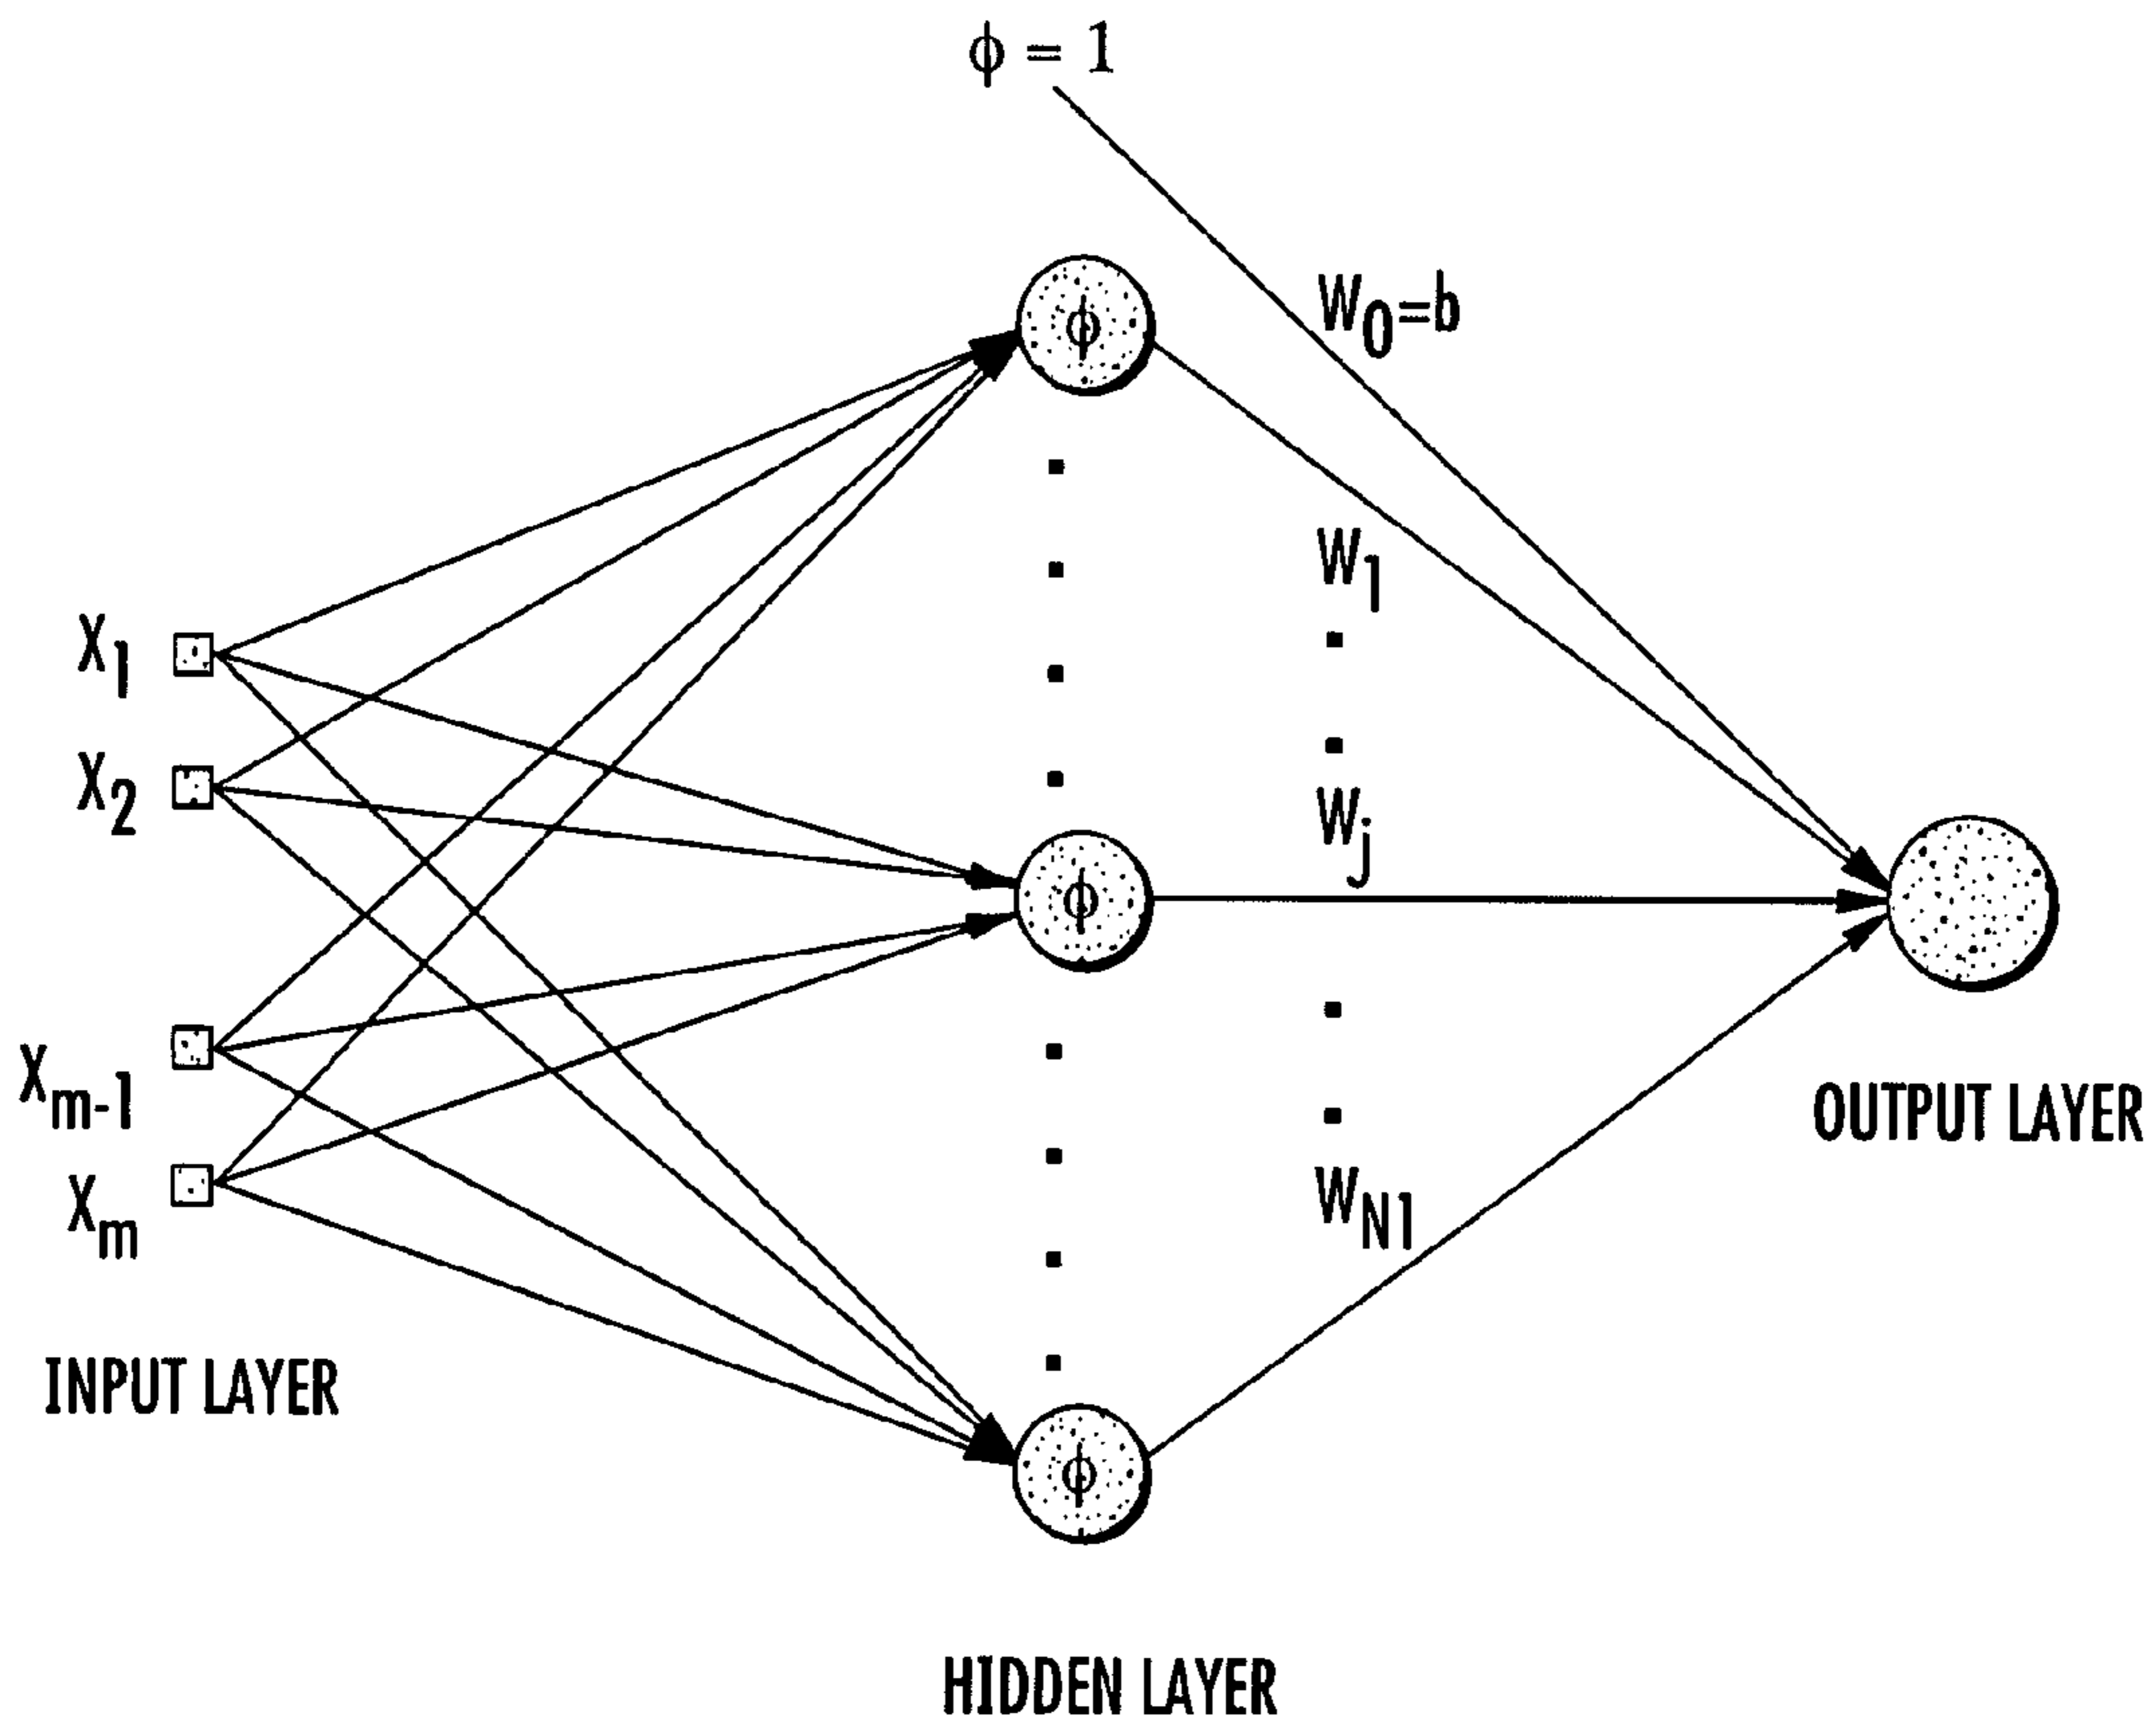 ϕ = 1
W0=b
ϕ
W1
X1
X2
Wj
ϕ
Xm-1
OUTPUT LAYER
Xm
WN1
INPUT LAYER
ϕ
HIDDEN LAYER